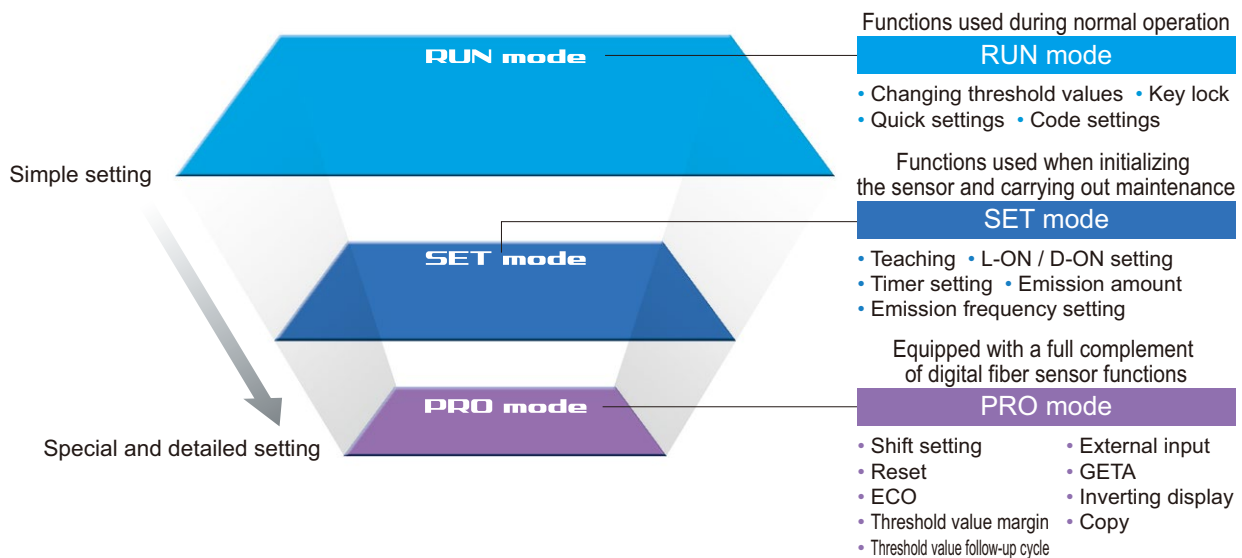 Functions used during normal operation
RUN mode
RUN mode
• Changing threshold values • Key lock
• Quick settings • Code settings
Simple setting
Functions used when initializing
the sensor and carrying out maintenance
SET mode
SET mode
• Teaching • L-ON / D-ON setting
• Timer setting • Emission amount
• Emission frequency setting
Equipped with a full complement
of digital fiber sensor functions
PRO mode
PRO mode
Special and detailed setting
• Shift setting • External input
• Reset • GETA
• ECO • Inverting display
• Threshold value margin • Copy
• Threshold value follow-up cycle